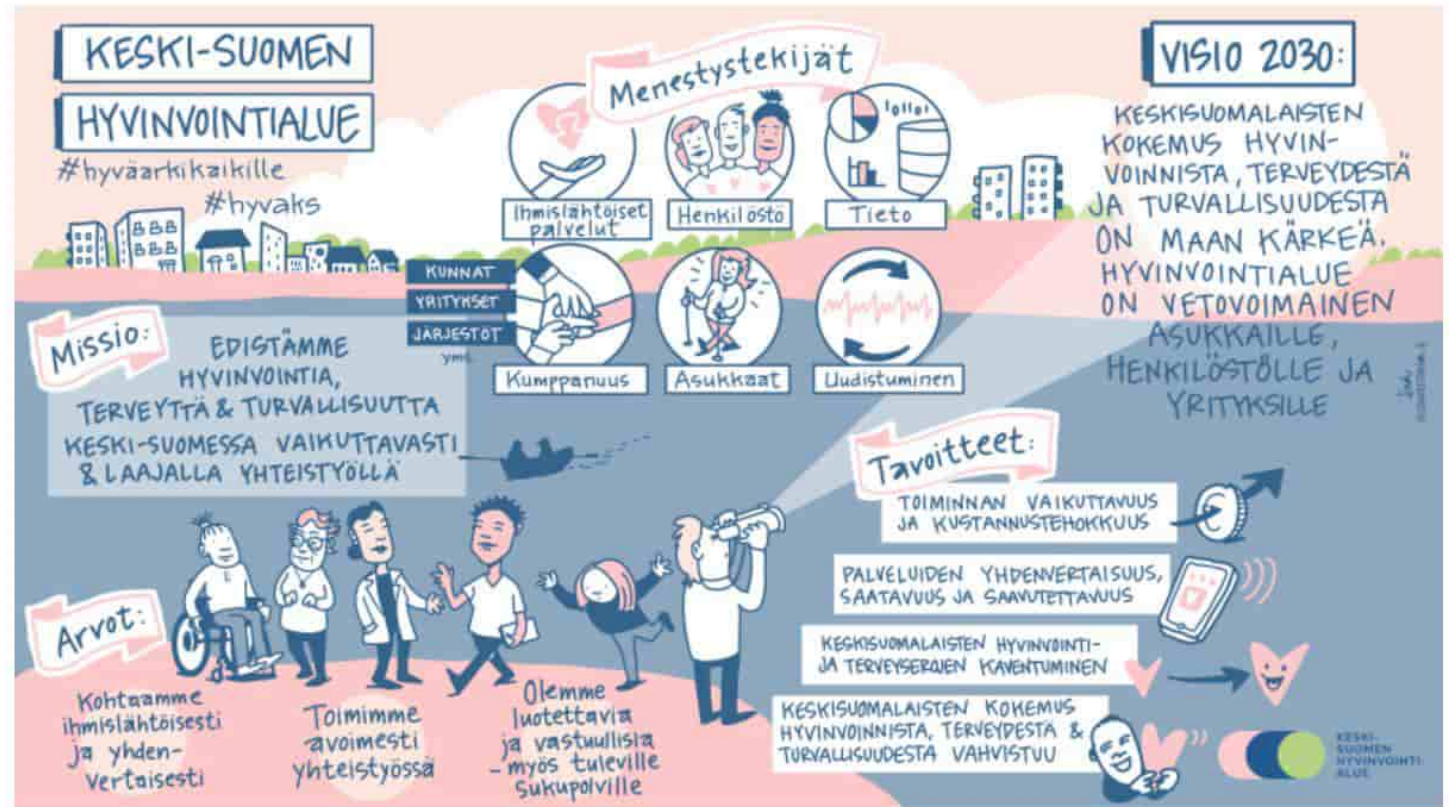 KESKI-SUOMEN
HYVINVOINTIALUE
#hyväarkikaikille
#hyvaks
Menestystekijät
Ihmislähtöiset
palvelut
Henkilöstö
Tieto
KUNNAT
YRITYKSET
JÄRJESTÖT
ym.
Kumppanuus
Asukkaat
Uudistuminen
VISIO 2030:
KESKISUOMALAISTEN
KOKEMUS HYVIN-
VOINNISTA, TERVEYDESTÄ
JA TURVALLISUUDESTA
ON MAAN KÄRKEÄ.
HYVINVOINTIALUE
ON VETOVOIMAINEN
ASUKKAILLE,
HENKILÖSTÖLLE JA
YRITYKSILLE
Missio:
EDISTÄMME
HYVINVOINTIA,
TERVEYTTÄ & TURVALLISUUTTA
KESKI-SUOMESSA VAIKUTTAVASTI
& LAAJALLA YHTEISTYÖLLÄ
Arvot:
Kohtaamme
ihmislähtöisesti
ja yhden-
vertaisesti
Toimimme
avoimesti
yhteistyössä
Olemme
luotettavia
ja vastuullisia
- myös tuleville
sukupolville
Tavoitteet:
TOIMINNAN VAIKUTTAVUUS
JA KUSTANNUSTEHOKKUUS
€
PALVELUIDEN YHDENVERTAISUUS,
SAATAVUUS JA SAAVUTETTAVUUS
KESKISUOMALAISTEN HYVINVOINTI-
JA TERVEYSEROJEN KAVENTUMINEN
KESKISUOMALAISTEN KOKEMUS
HYVINVOINNISTA, TERVEYDESTÄ &
TURVALLISUUDESTA VAHVISTUU
KESKI-
SUOMEN
HYVINVOINTI
ALUE